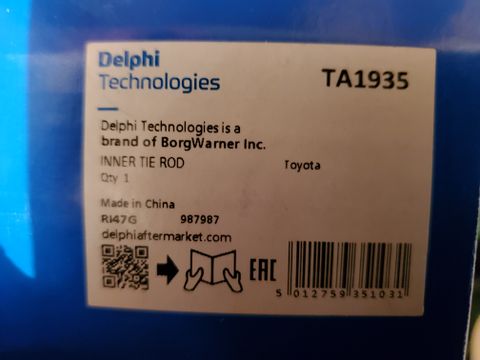 Delphi
Technologies
TA1935
Delphi Technologies is a
brand of BorgWarner Inc.
INNER TIE ROD Toyota
Qty 1
Made in China
RI47G 987987
delphiaftermarket.com
EAC
5 012759 351031